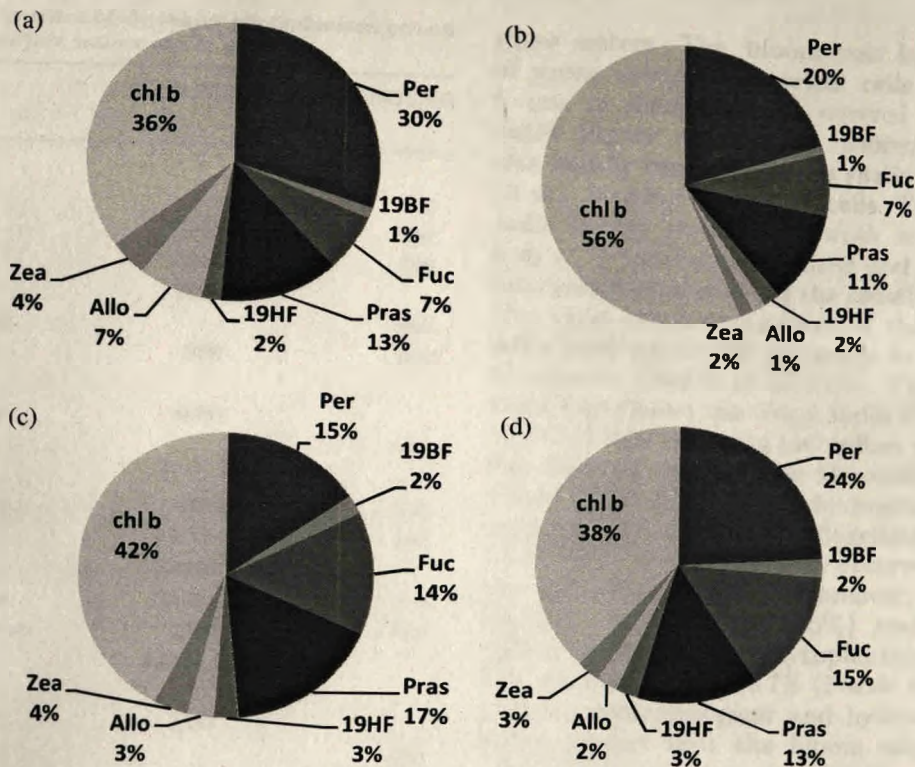 (a)
chl b
36%
Per
30%
19BF
1%
Fuc
7%
Pras
13%
19HF
2%
Allo
7%
Zea
4%
(b)
Per
20%
19BF
1%
Fuc
7%
Pras
11%
19HF
2%
Allo
1%
Zea
2%
chl b
56%
(c)
Per
15%
19BF
2%
Fuc
14%
Pras
17%
19HF
3%
Allo
3%
Zea
4%
chl b
42%
(d)
Per
24%
19BF
2%
Fuc
15%
Pras
13%
19HF
3%
Allo
2%
Zea
3%
chl b
38%